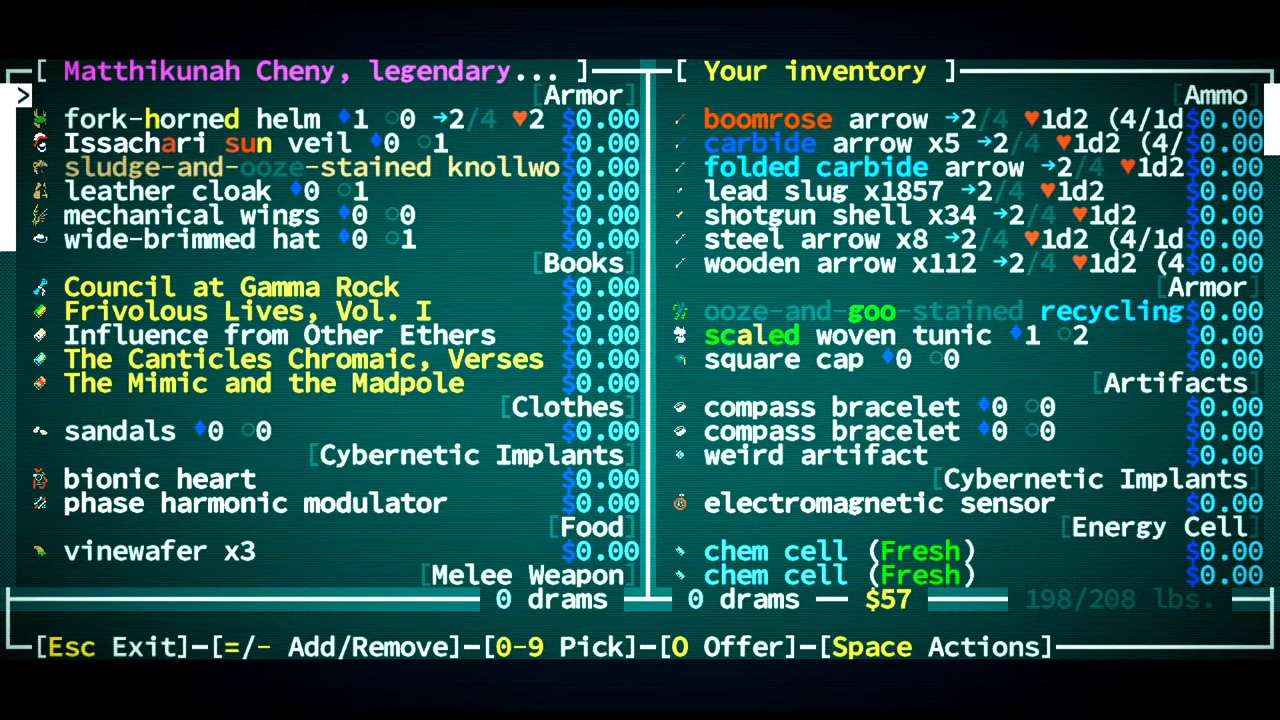 [ Matthikunah Cheny, legendary... ]
[Armor]
fork-horned helm ♦1 ○0 →2/4 ♥2 $0.00
Issachari sun veil ♦0 ○1 $0.00
sludge-and-ooze-stained knollwo $0.00
leather cloak ♦0 ○1 $0.00
mechanical wings ♦0 ○0 $0.00
wide-brimmed hat ♦0 ○1 $0.00
[Books]
Council at Gamma Rock $0.00
Frivolous Lives, Vol. I $0.00
Influence from Other Ethers $0.00
The Canticles Chromaic, Verses $0.00
The Mimic and the Madpole $0.00
[Clothes]
sandals ♦0 ○0 $0.00
[Cybernetic Implants]
bionic heart $0.00
phase harmonic modulator $0.00
[Food]
vinewafer x3 $0.00
[Melee Weapon]
0 drams
[ Your inventory ]
[Ammo]
boomrose arrow →2/4 ♥1d2 (4/1d $0.00
carbide arrow x5 →2/4 ♥1d2 (4/ $0.00
folded carbide arrow →2/4 ♥1d2 $0.00
lead slug x1857 →2/4 ♥1d2 $0.00
shotgun shell x34 →2/4 ♥1d2 $0.00
steel arrow x8 →2/4 ♥1d2 (4/1d $0.00
wooden arrow x112 →2/4 ♥1d2 (4 $0.00
[Armor]
ooze-and-goo-stained recycling $0.00
scaled woven tunic ♦1 ○2 $0.00
square cap ♦0 ○0 $0.00
[Artifacts]
compass bracelet ♦0 ○0 $0.00
compass bracelet ♦0 ○0 $0.00
weird artifact $0.00
[Cybernetic Implants]
electromagnetic sensor $0.00
[Energy Cell]
chem cell (Fresh) $0.00
chem cell (Fresh) $0.00
0 drams — $57 198/208 lbs.
[Esc Exit]-[=/- Add/Remove]-[0-9 Pick]-[O Offer]-[Space Actions]